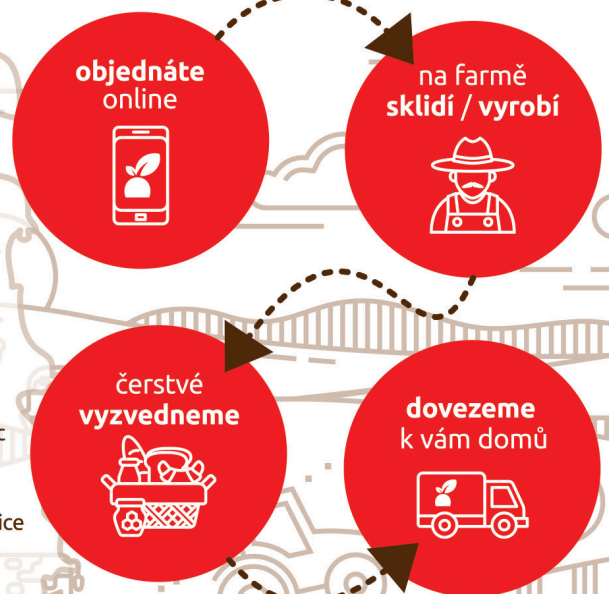 objednáte
online
na farmě
sklidí / vyrobí
čerstvé
vyzvedneme
dovezeme
k vám domů